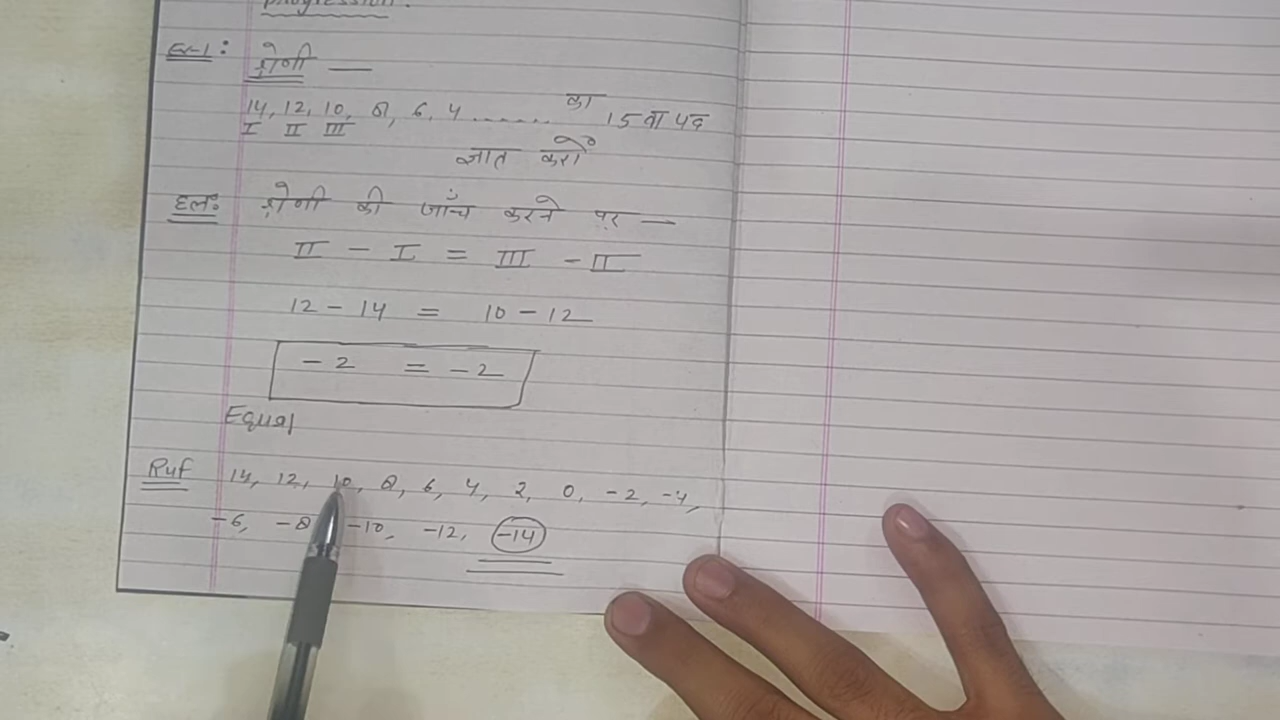 progression.
Ex-1: श्रेणी —
14, 12, 10, 8, 6, 4 ....... का 15 वा पद
I II III
ज्ञात करो
हल: श्रेणी की जाँच करने पर —
II - I = III - II
12 - 14 = 10 - 12
- 2 = - 2
Equal
Ruf 14, 12, 10, 8, 6, 4, 2, 0, -2, -4,
-6, -8 -10, -12, -14